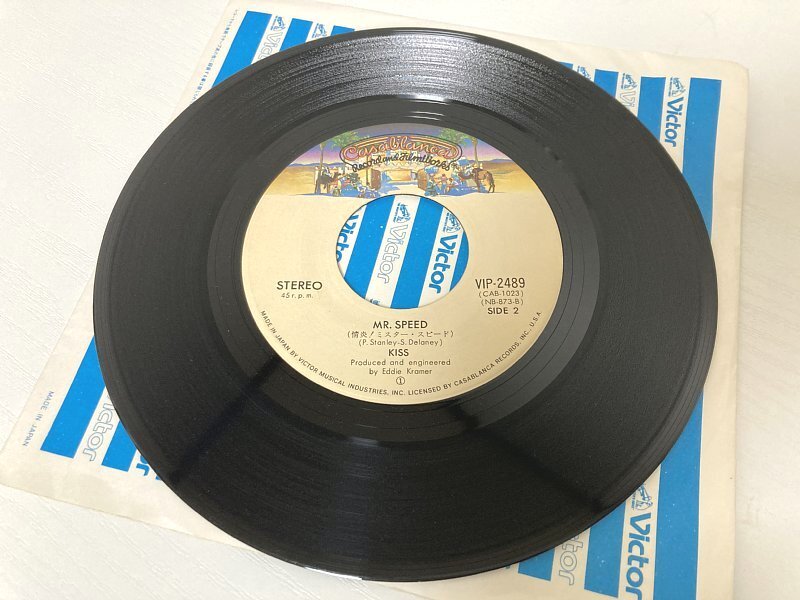 Casablanca
Record and FilmWorks
STEREO
45 r.p.m.
VIP-2489
(CAB-1023)
(NB-873-B)
SIDE 2
MR. SPEED
(情炎!ミスター・スピード)
(P. Stanley-S. Delaney)
KISS
Produced and engineered
by Eddie Kramer
①
MADE IN JAPAN BY VICTOR MUSICAL INDUSTRIES, INC. LICENSED BY CASABLANCA RECORDS, INC., U.S.A.
Victor
Victor
Victor
Victor
Victor
Victor
Victor
Victor
Victor
MADE IN JAPAN